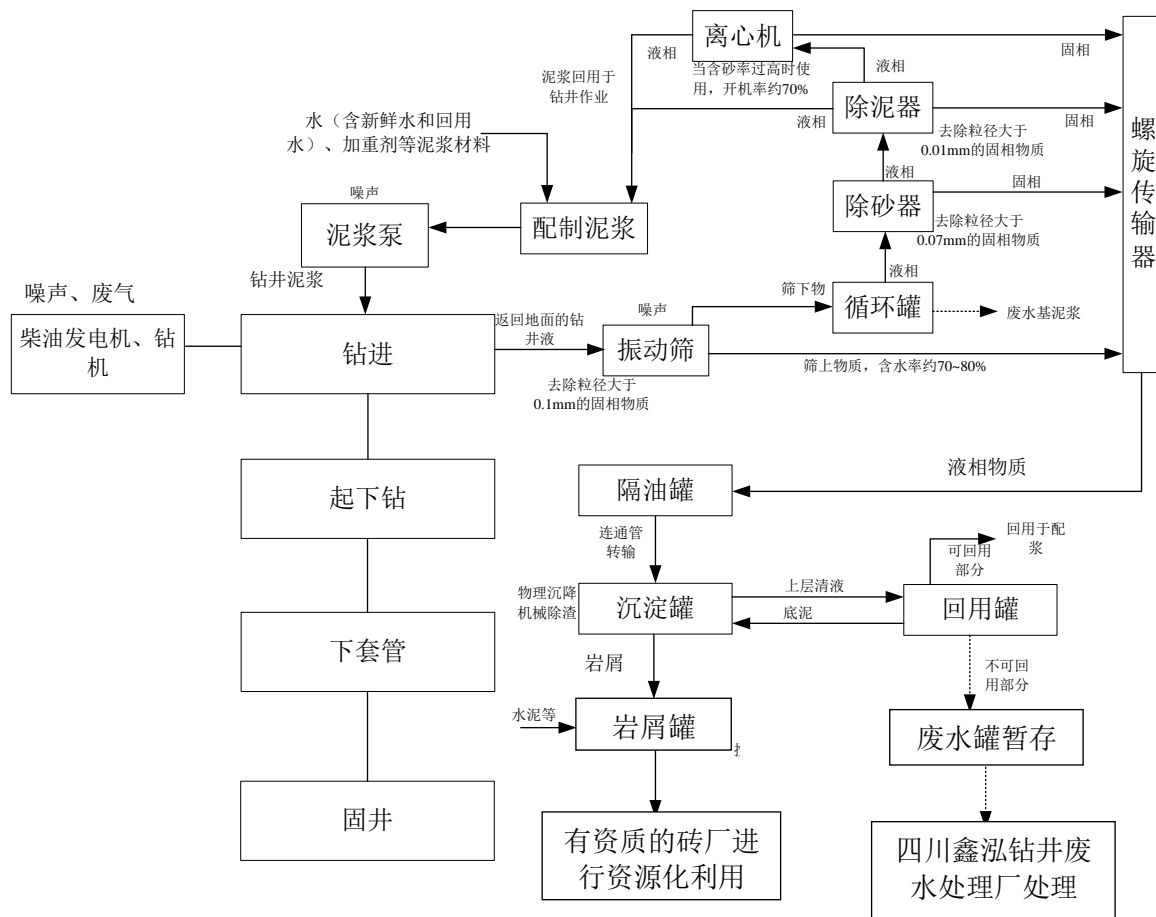 离心机
液相
固相
当含砂率过高时使
用，开机率约70%
液相
泥浆回用于
钻井作业
除泥器
液相
固相
去除粒径大于
0.01mm的固相物质
水（含新鲜水和回用
水）、加重剂等泥浆材料
液相
螺
旋
传
输
器
除砂器
固相
去除粒径大于
0.07mm的固相物质
噪声
泥浆泵
配制泥浆
液相
钻井泥浆
噪声、废气
柴油发电机、钻
机
钻进
返回地面的钻
井液
噪声
振动筛
筛下物
循环罐
废水基泥浆
筛上物质，含水率约70~80%
去除粒径大于
0.1mm的固相物质
起下钻
液相物质
隔油罐
连通管
转输
回用于配
浆
可回用
部分
物理沉降
机械除渣
沉淀罐
上层清液
底泥
回用罐
下套管
岩屑
不可回
用部分
水泥等
岩屑罐
废水罐暂存
固井
有资质的砖厂进
行资源化利用
四川鑫泓钻井废
水处理厂处理